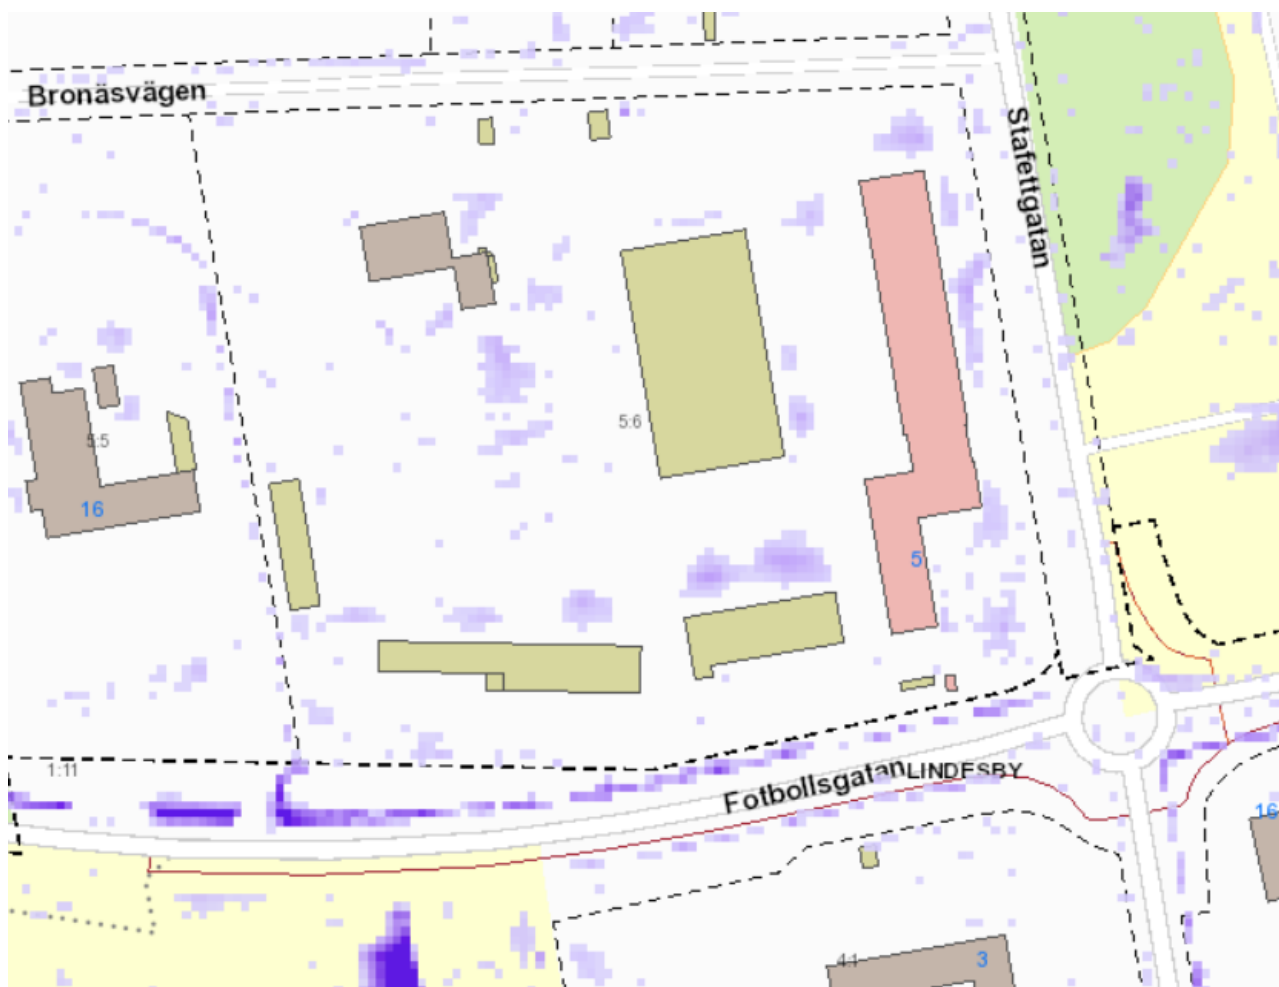 Bronäsvägen
Stafettgatan
5:6
5:5
16
5
1:11
Fotbollsgatan
LINDESBY
16
4:1
3